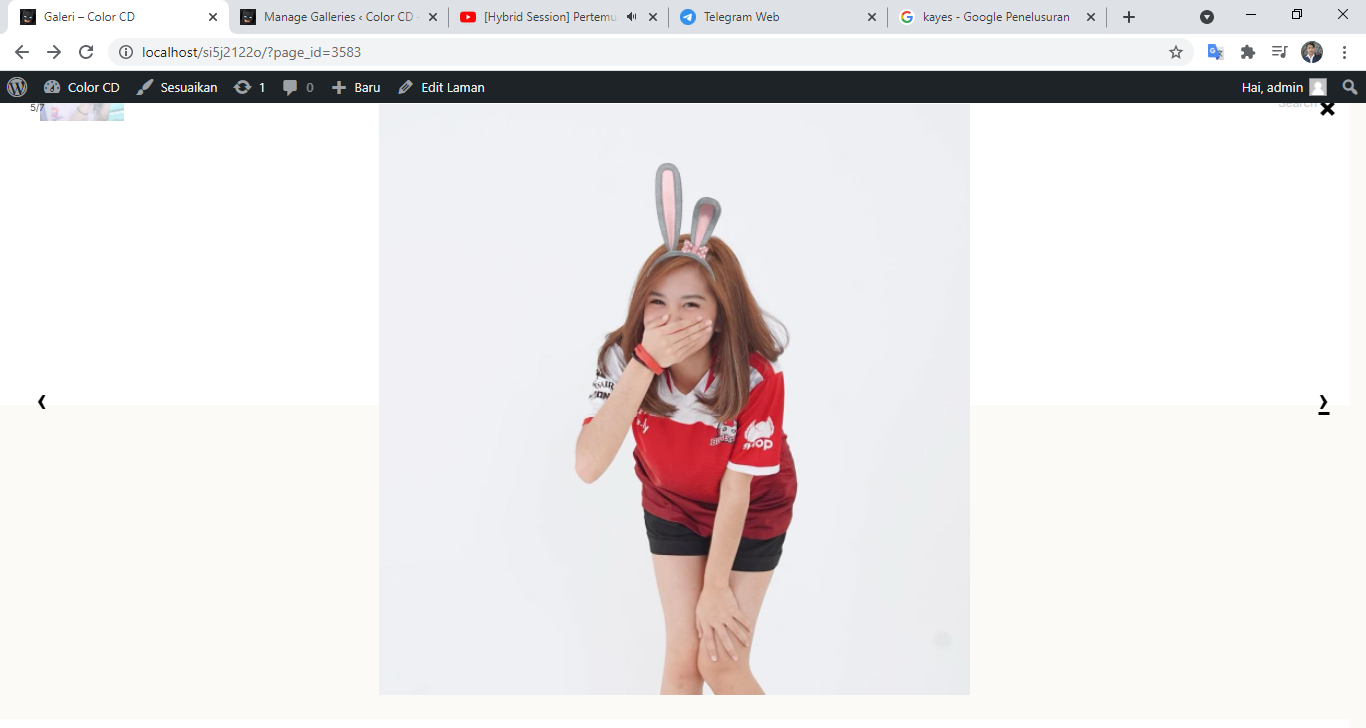 Galeri – Color CD
Manage Galleries ‹ Color CD
[Hybrid Session] Pertemu
Telegram Web
kayes - Google Penelusuran
localhost/si5j2122o/?page_id=3583
Color CD
Sesuaikan
1
0
Baru
Edit Laman
Hai, admin
5/7
Search